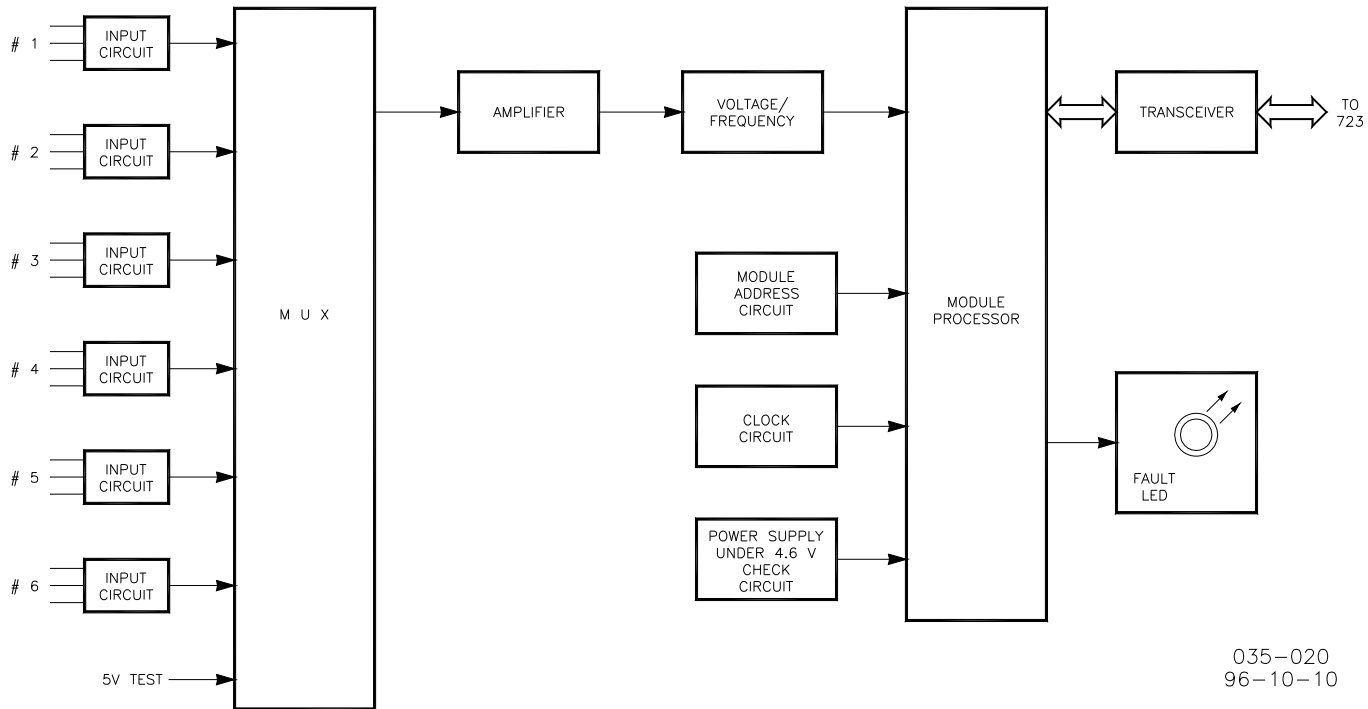 # 1
INPUT
CIRCUIT
# 2
INPUT
CIRCUIT
# 3
INPUT
CIRCUIT
# 4
INPUT
CIRCUIT
# 5
INPUT
CIRCUIT
# 6
INPUT
CIRCUIT
5V TEST
M U X
AMPLIFIER
VOLTAGE/
FREQUENCY
MODULE
ADDRESS
CIRCUIT
CLOCK
CIRCUIT
POWER SUPPLY
UNDER 4.6 V
CHECK
CIRCUIT
MODULE
PROCESSOR
TRANSCEIVER
TO
723
FAULT
LED
035-020
96-10-10